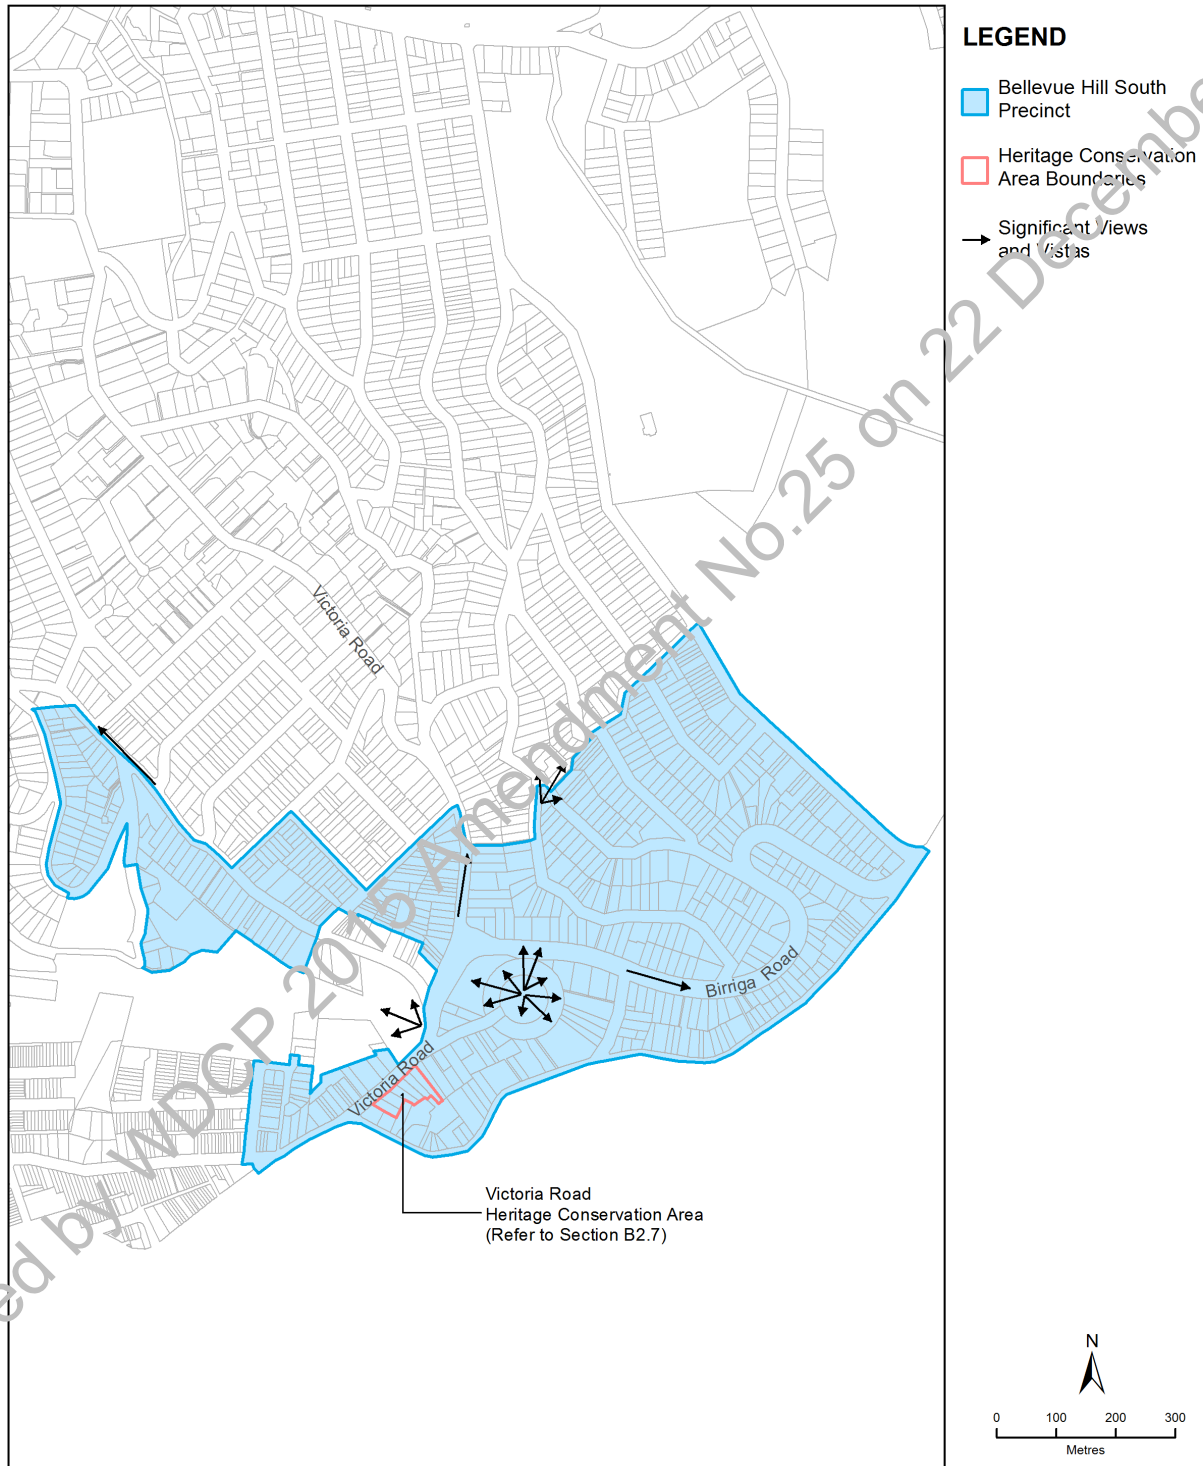 LEGEND
Bellevue Hill South
Precinct
Heritage Conservation
Area Boundaries
Significant Views
and Vistas
Victoria Road
Birriga Road
Victoria Road
Victoria Road
Heritage Conservation Area
(Refer to Section B2.7)
N
0 100 200 300
Metres
ed by WDCP 2015 Amendment No.25 on 22 Decembe